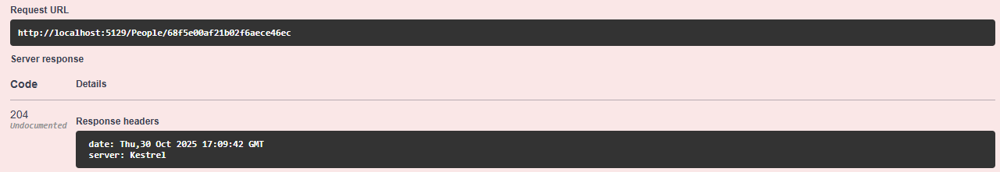 Request URL
http://localhost:5129/People/68f5e00af21b02f6aece46ec
Server response
Code Details
204
Undocumented
Response headers
date: Thu,30 Oct 2025 17:09:42 GMT
server: Kestrel